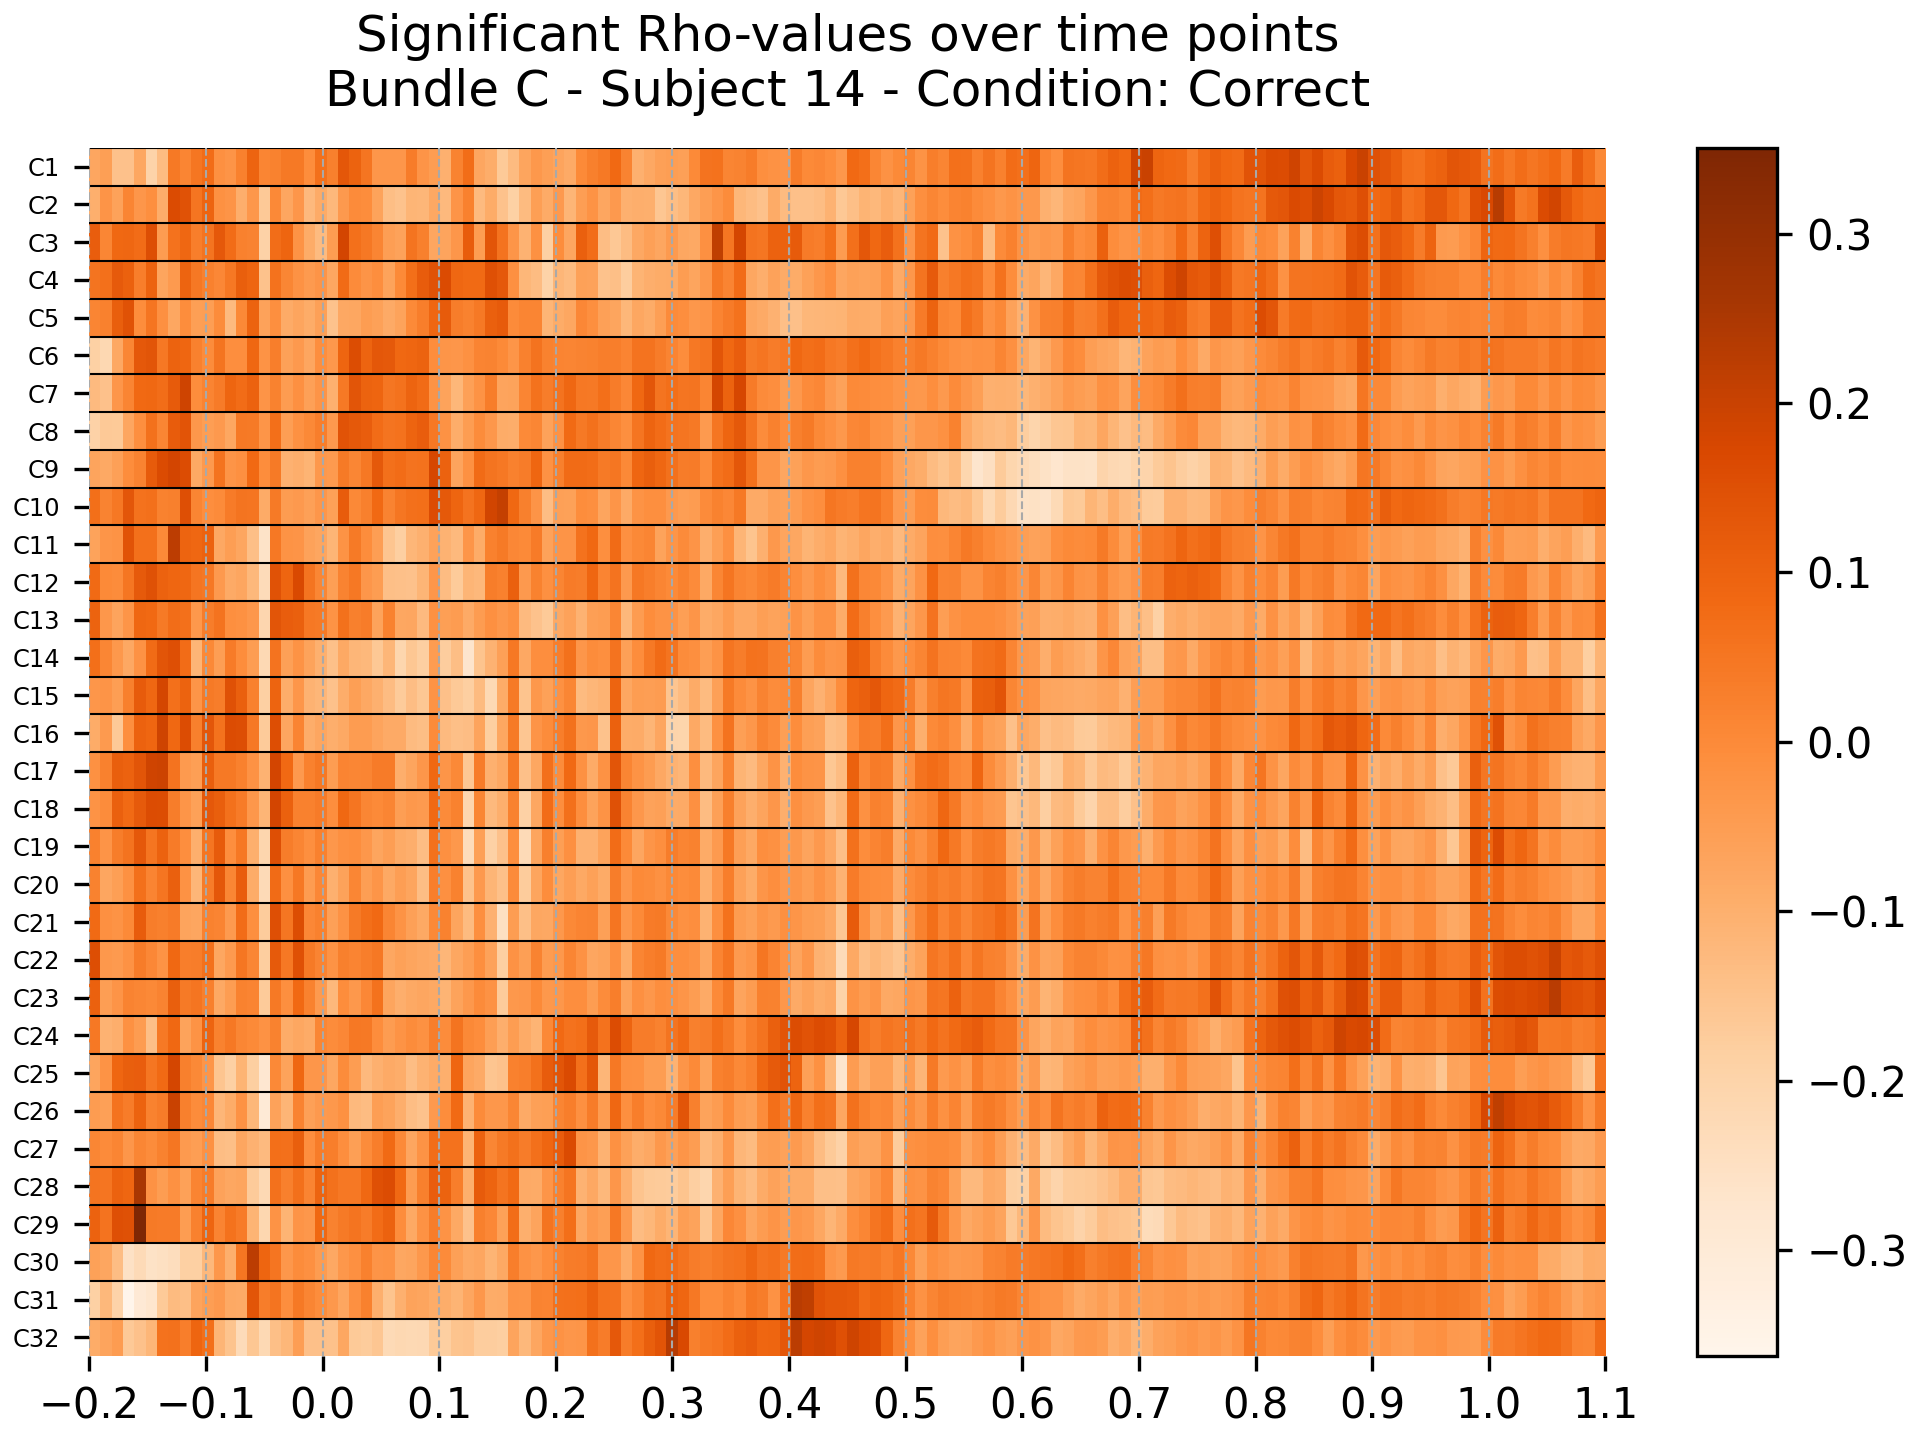 Significant Rho-values over time points
Bundle C - Subject 14 - Condition: Correct
C1
C2
C3
C4
C5
C6
C7
C8
C9
C10
C11
C12
C13
C14
C15
C16
C17
C18
C19
C20
C21
C22
C23
C24
C25
C26
C27
C28
C29
C30
C31
C32
−0.2 −0.1 0.0 0.1 0.2 0.3 0.4 0.5 0.6 0.7 0.8 0.9 1.0 1.1
0.3
0.2
0.1
0.0
−0.1
−0.2
−0.3